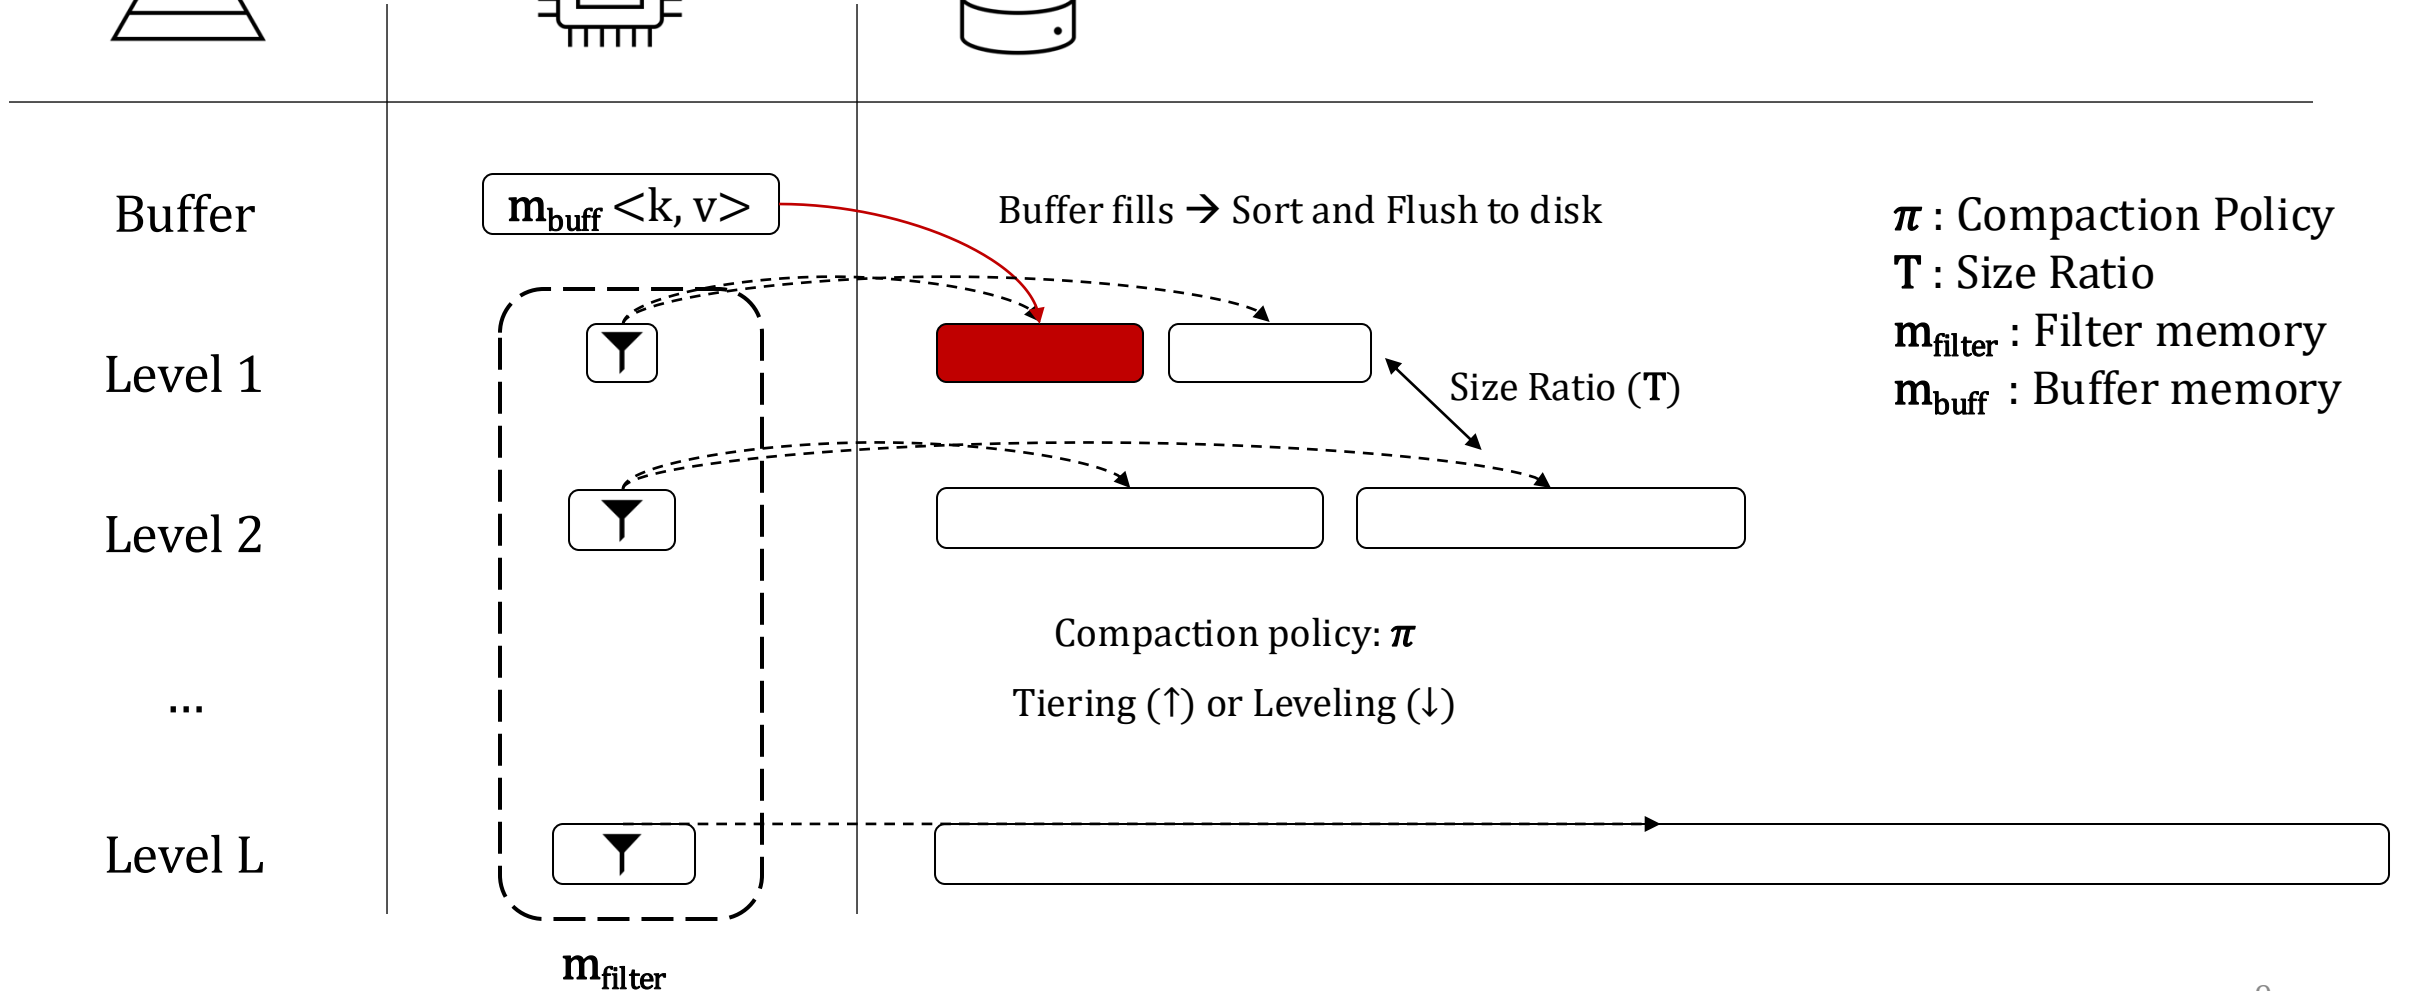 Buffer
m_buff <k, v>
Buffer fills → Sort and Flush to disk
π : Compaction Policy
T : Size Ratio
m_filter : Filter memory
m_buff : Buffer memory
Level 1
Size Ratio (T)
Level 2
Compaction policy: π
...
Tiering (↑) or Leveling (↓)
Level L
m_filter